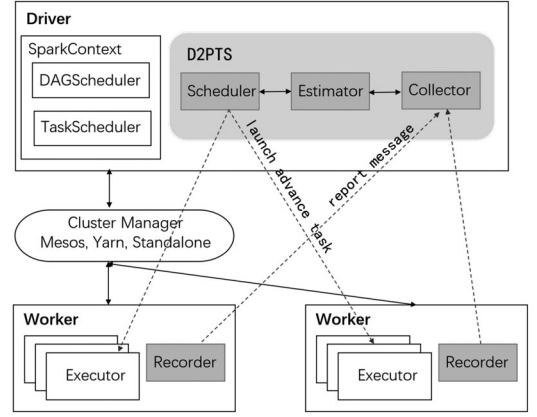 Driver
SparkContext
DAGScheduler
TaskScheduler
D2PTS
Scheduler
Estimator
Collector
launch advance task
report message
Cluster Manager
Mesos, Yarn, Standalone
Worker
Executor
Recorder
Worker
Executor
Recorder